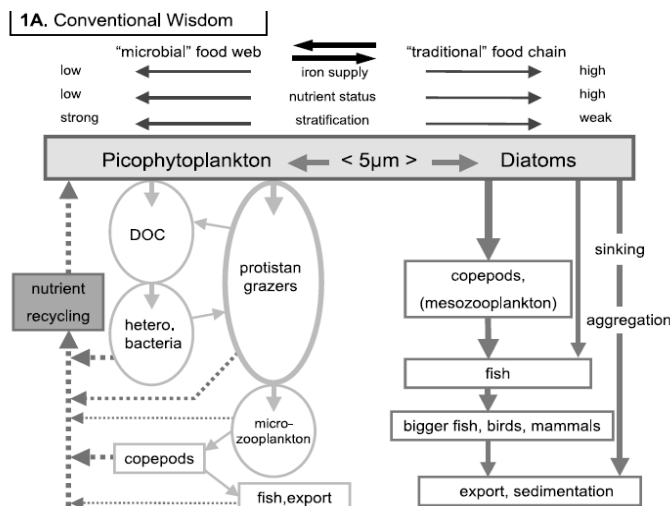 1A. Conventional Wisdom
“microbial” food web
“traditional” food chain
low
iron supply
high
low
nutrient status
high
strong
stratification
weak
Picophytoplankton
< 5μm >
Diatoms
DOC
protistan
grazers
nutrient
recycling
hetero,
bacteria
micro-
zooplankton
copepods
fish,export
copepods,
(mesozooplankton)
sinking
aggregation
fish
bigger fish, birds, mammals
export, sedimentation